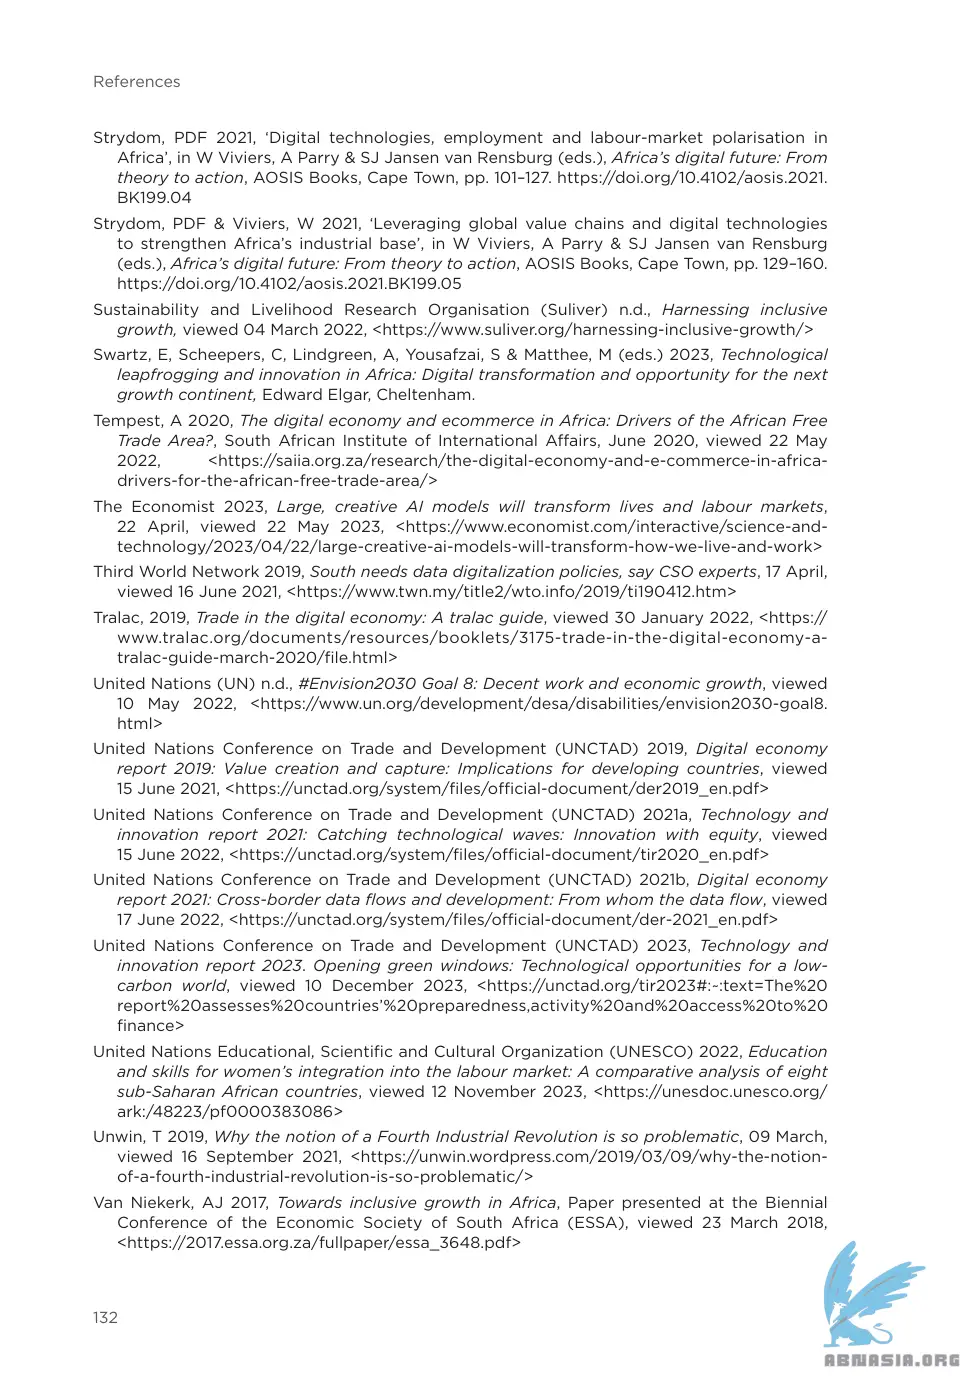 References
Strydom, PDF 2021, ‘Digital technologies, employment and labour-market polarisation in
Africa’, in W Viviers, A Parry & SJ Jansen van Rensburg (eds.), Africa’s digital future: From
theory to action, AOSIS Books, Cape Town, pp. 101–127. https://doi.org/10.4102/aosis.2021.
BK199.04
Strydom, PDF & Viviers, W 2021, ‘Leveraging global value chains and digital technologies
to strengthen Africa’s industrial base’, in W Viviers, A Parry & SJ Jansen van Rensburg
(eds.), Africa’s digital future: From theory to action, AOSIS Books, Cape Town, pp. 129–160.
https://doi.org/10.4102/aosis.2021.BK199.05
Sustainability and Livelihood Research Organisation (Suliver) n.d., Harnessing inclusive
growth, viewed 04 March 2022, <https://www.suliver.org/harnessing-inclusive-growth/>
Swartz, E, Scheepers, C, Lindgreen, A, Yousafzai, S & Matthee, M (eds.) 2023, Technological
leapfrogging and innovation in Africa: Digital transformation and opportunity for the next
growth continent, Edward Elgar, Cheltenham.
Tempest, A 2020, The digital economy and ecommerce in Africa: Drivers of the African Free
Trade Area?, South African Institute of International Affairs, June 2020, viewed 22 May
2022, <https://saiia.org.za/research/the-digital-economy-and-e-commerce-in-africa-
drivers-for-the-african-free-trade-area/>
The Economist 2023, Large, creative AI models will transform lives and labour markets,
22 April, viewed 22 May 2023, <https://www.economist.com/interactive/science-and-
technology/2023/04/22/large-creative-ai-models-will-transform-how-we-live-and-work>
Third World Network 2019, South needs data digitalization policies, say CSO experts, 17 April,
viewed 16 June 2021, <https://www.twn.my/title2/wto.info/2019/ti190412.htm>
Tralac, 2019, Trade in the digital economy: A tralac guide, viewed 30 January 2022, <https://
www.tralac.org/documents/resources/booklets/3175-trade-in-the-digital-economy-a-
tralac-guide-march-2020/file.html>
United Nations (UN) n.d., #Envision2030 Goal 8: Decent work and economic growth, viewed
10 May 2022, <https://www.un.org/development/desa/disabilities/envision2030-goal8.
html>
United Nations Conference on Trade and Development (UNCTAD) 2019, Digital economy
report 2019: Value creation and capture: Implications for developing countries, viewed
15 June 2021, <https://unctad.org/system/files/official-document/der2019_en.pdf>
United Nations Conference on Trade and Development (UNCTAD) 2021a, Technology and
innovation report 2021: Catching technological waves: Innovation with equity, viewed
15 June 2022, <https://unctad.org/system/files/official-document/tir2020_en.pdf>
United Nations Conference on Trade and Development (UNCTAD) 2021b, Digital economy
report 2021: Cross-border data flows and development: From whom the data flow, viewed
17 June 2022, <https://unctad.org/system/files/official-document/der-2021_en.pdf>
United Nations Conference on Trade and Development (UNCTAD) 2023, Technology and
innovation report 2023. Opening green windows: Technological opportunities for a low-
carbon world, viewed 10 December 2023, <https://unctad.org/tir2023#:~:text=The%20
report%20assesses%20countries’%20preparedness,activity%20and%20access%20to%20
finance>
United Nations Educational, Scientific and Cultural Organization (UNESCO) 2022, Education
and skills for women’s integration into the labour market: A comparative analysis of eight
sub-Saharan African countries, viewed 12 November 2023, <https://unesdoc.unesco.org/
ark:/48223/pf0000383086>
Unwin, T 2019, Why the notion of a Fourth Industrial Revolution is so problematic, 09 March,
viewed 16 September 2021, <https://unwin.wordpress.com/2019/03/09/why-the-notion-
of-a-fourth-industrial-revolution-is-so-problematic/>
Van Niekerk, AJ 2017, Towards inclusive growth in Africa, Paper presented at the Biennial
Conference of the Economic Society of South Africa (ESSA), viewed 23 March 2018,
<https://2017.essa.org.za/fullpaper/essa_3648.pdf>
132
ABNASIA.ORG